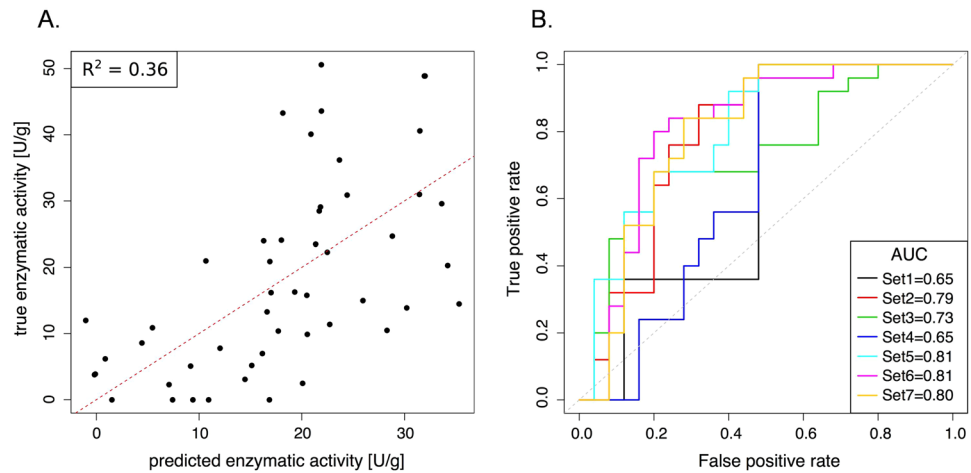 A.
R² = 0.36
true enzymatic activity [U/g]
50
40
30
20
10
0
0 10 20 30
predicted enzymatic activity [U/g]
B.
True positive rate
1.0
0.8
0.6
0.4
0.2
0.0
AUC
Set1=0.65
Set2=0.79
Set3=0.73
Set4=0.65
Set5=0.81
Set6=0.81
Set7=0.80
0.0 0.2 0.4 0.6 0.8 1.0
False positive rate